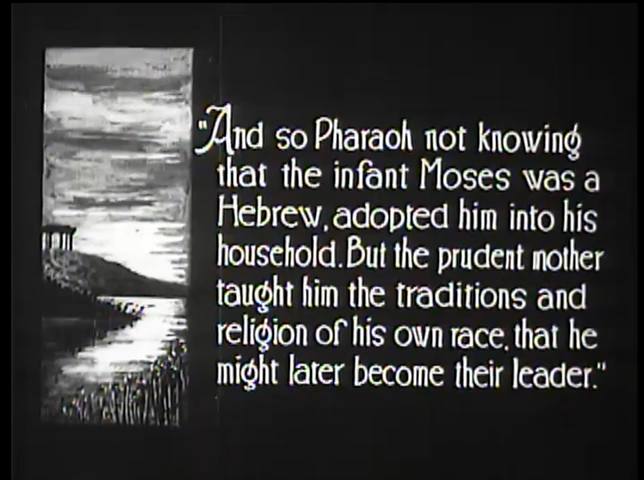 "And so Pharaoh not knowing
that the infant Moses was a
Hebrew, adopted him into his
household. But the prudent mother
taught him the traditions and
religion of his own race, that he
might later become their leader."